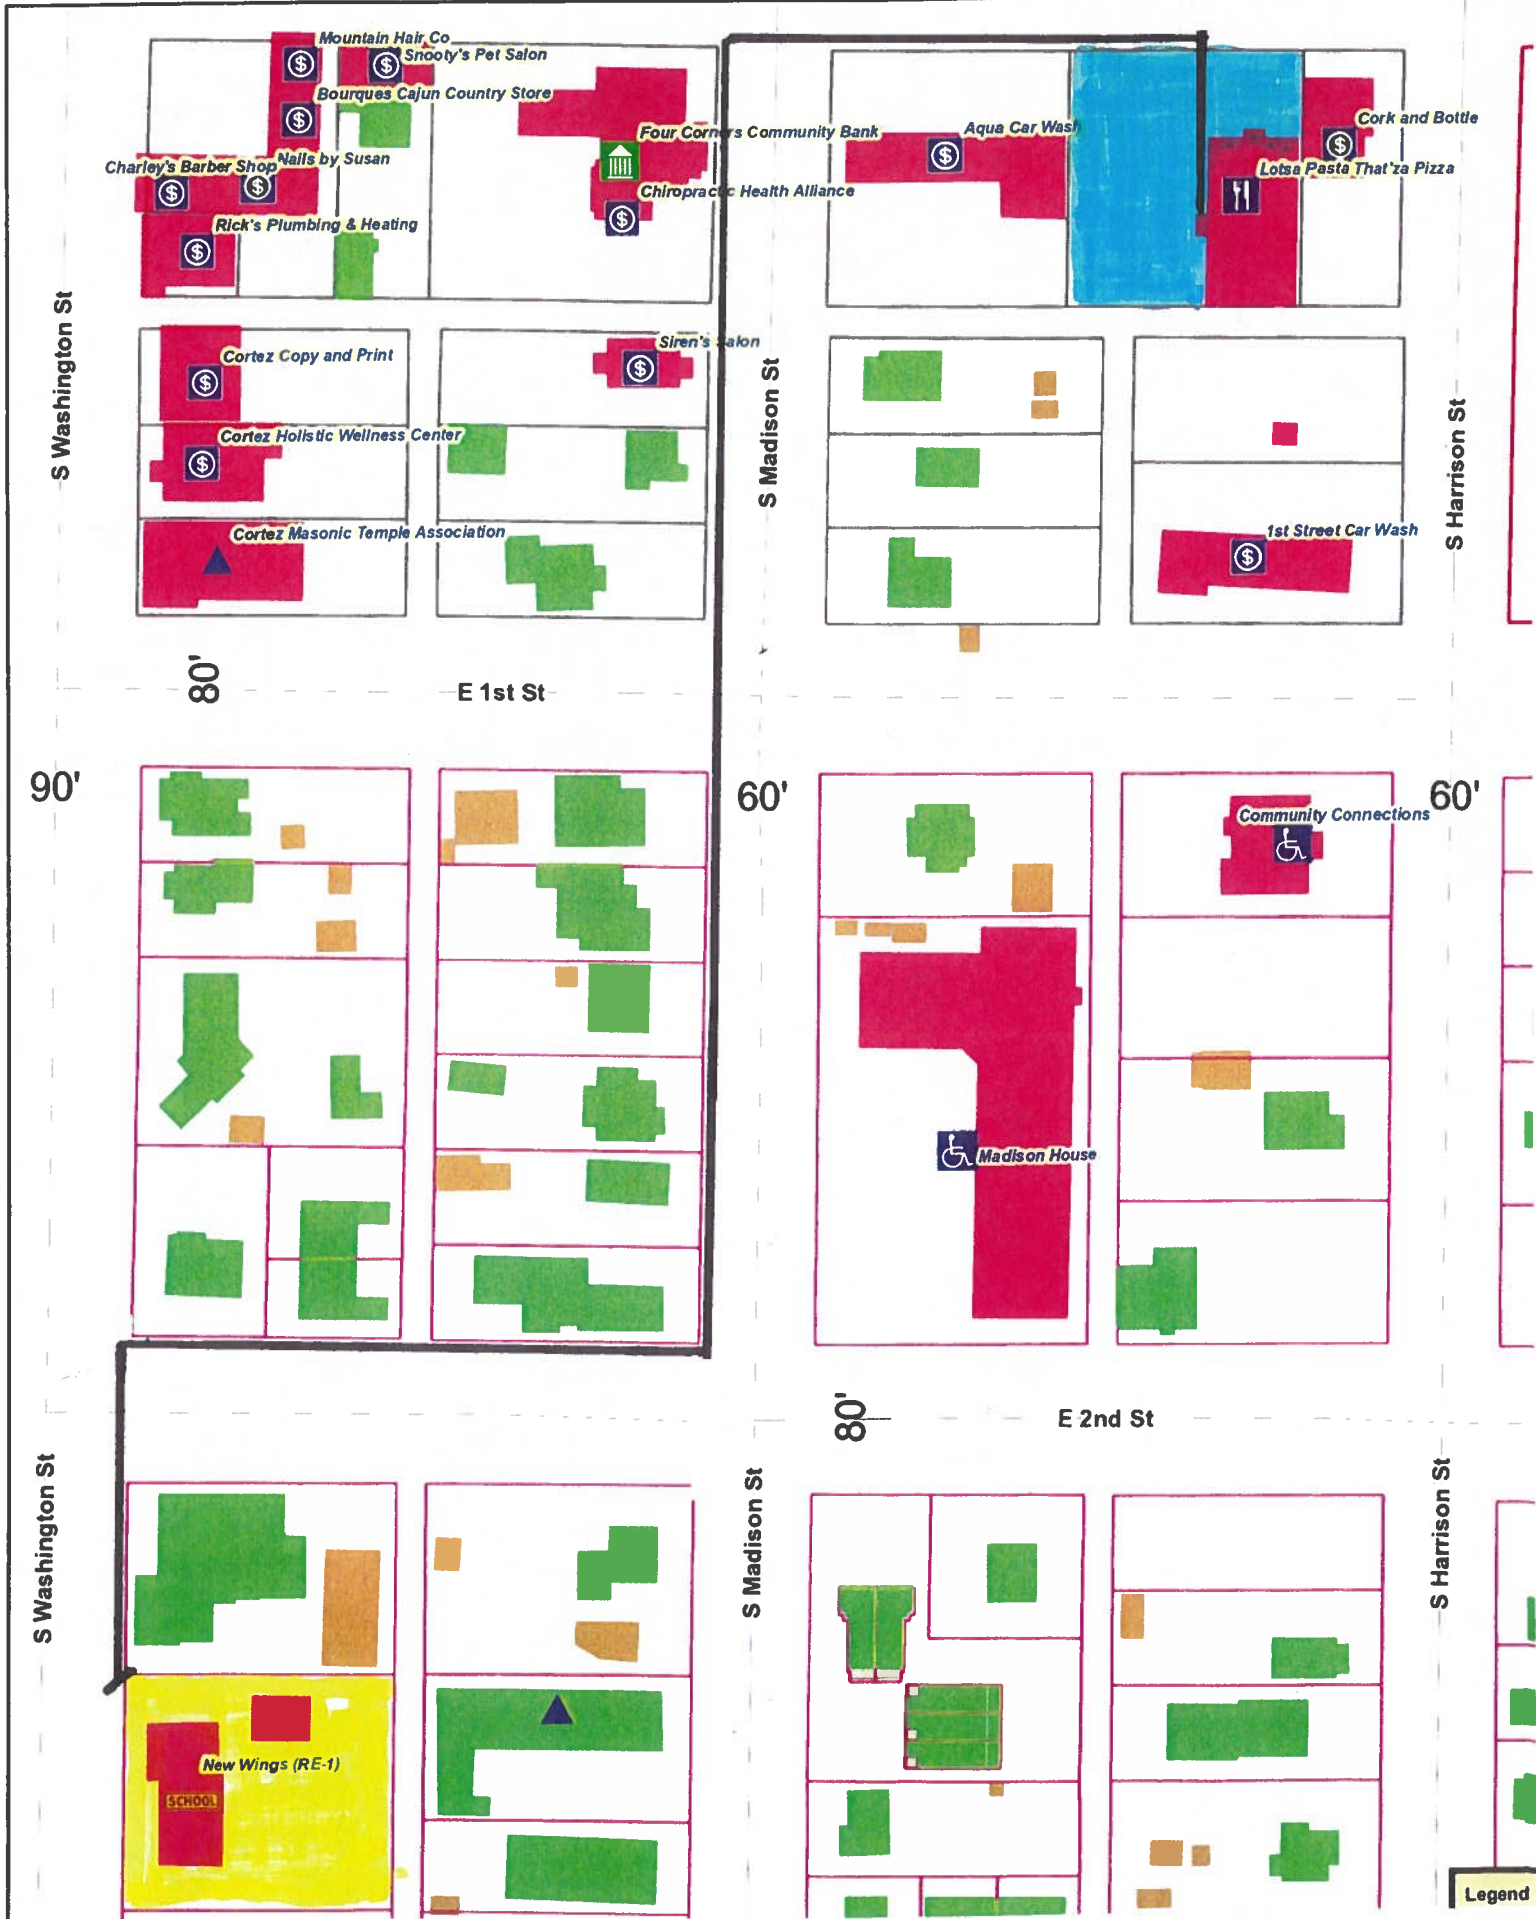 Mountain Hair Co
Snooty's Pet Salon
Bourques Cajun Country Store
Four Corners Community Bank
Aqua Car Wash
Cork and Bottle
Charley's Barber Shop
Nails by Susan
Lotsa Pasta That'za Pizza
Chiropractic Health Alliance
Rick's Plumbing & Heating
S Washington St
Cortez Copy and Print
Siren's Salon
S Madison St
S Harrison St
Cortez Holistic Wellness Center
Cortez Masonic Temple Association
1st Street Car Wash
80'
E 1st St
90'
60'
60'
Community Connections
Madison House
80'
E 2nd St
S Washington St
S Madison St
S Harrison St
New Wings (RE-1)
SCHOOL
Legend